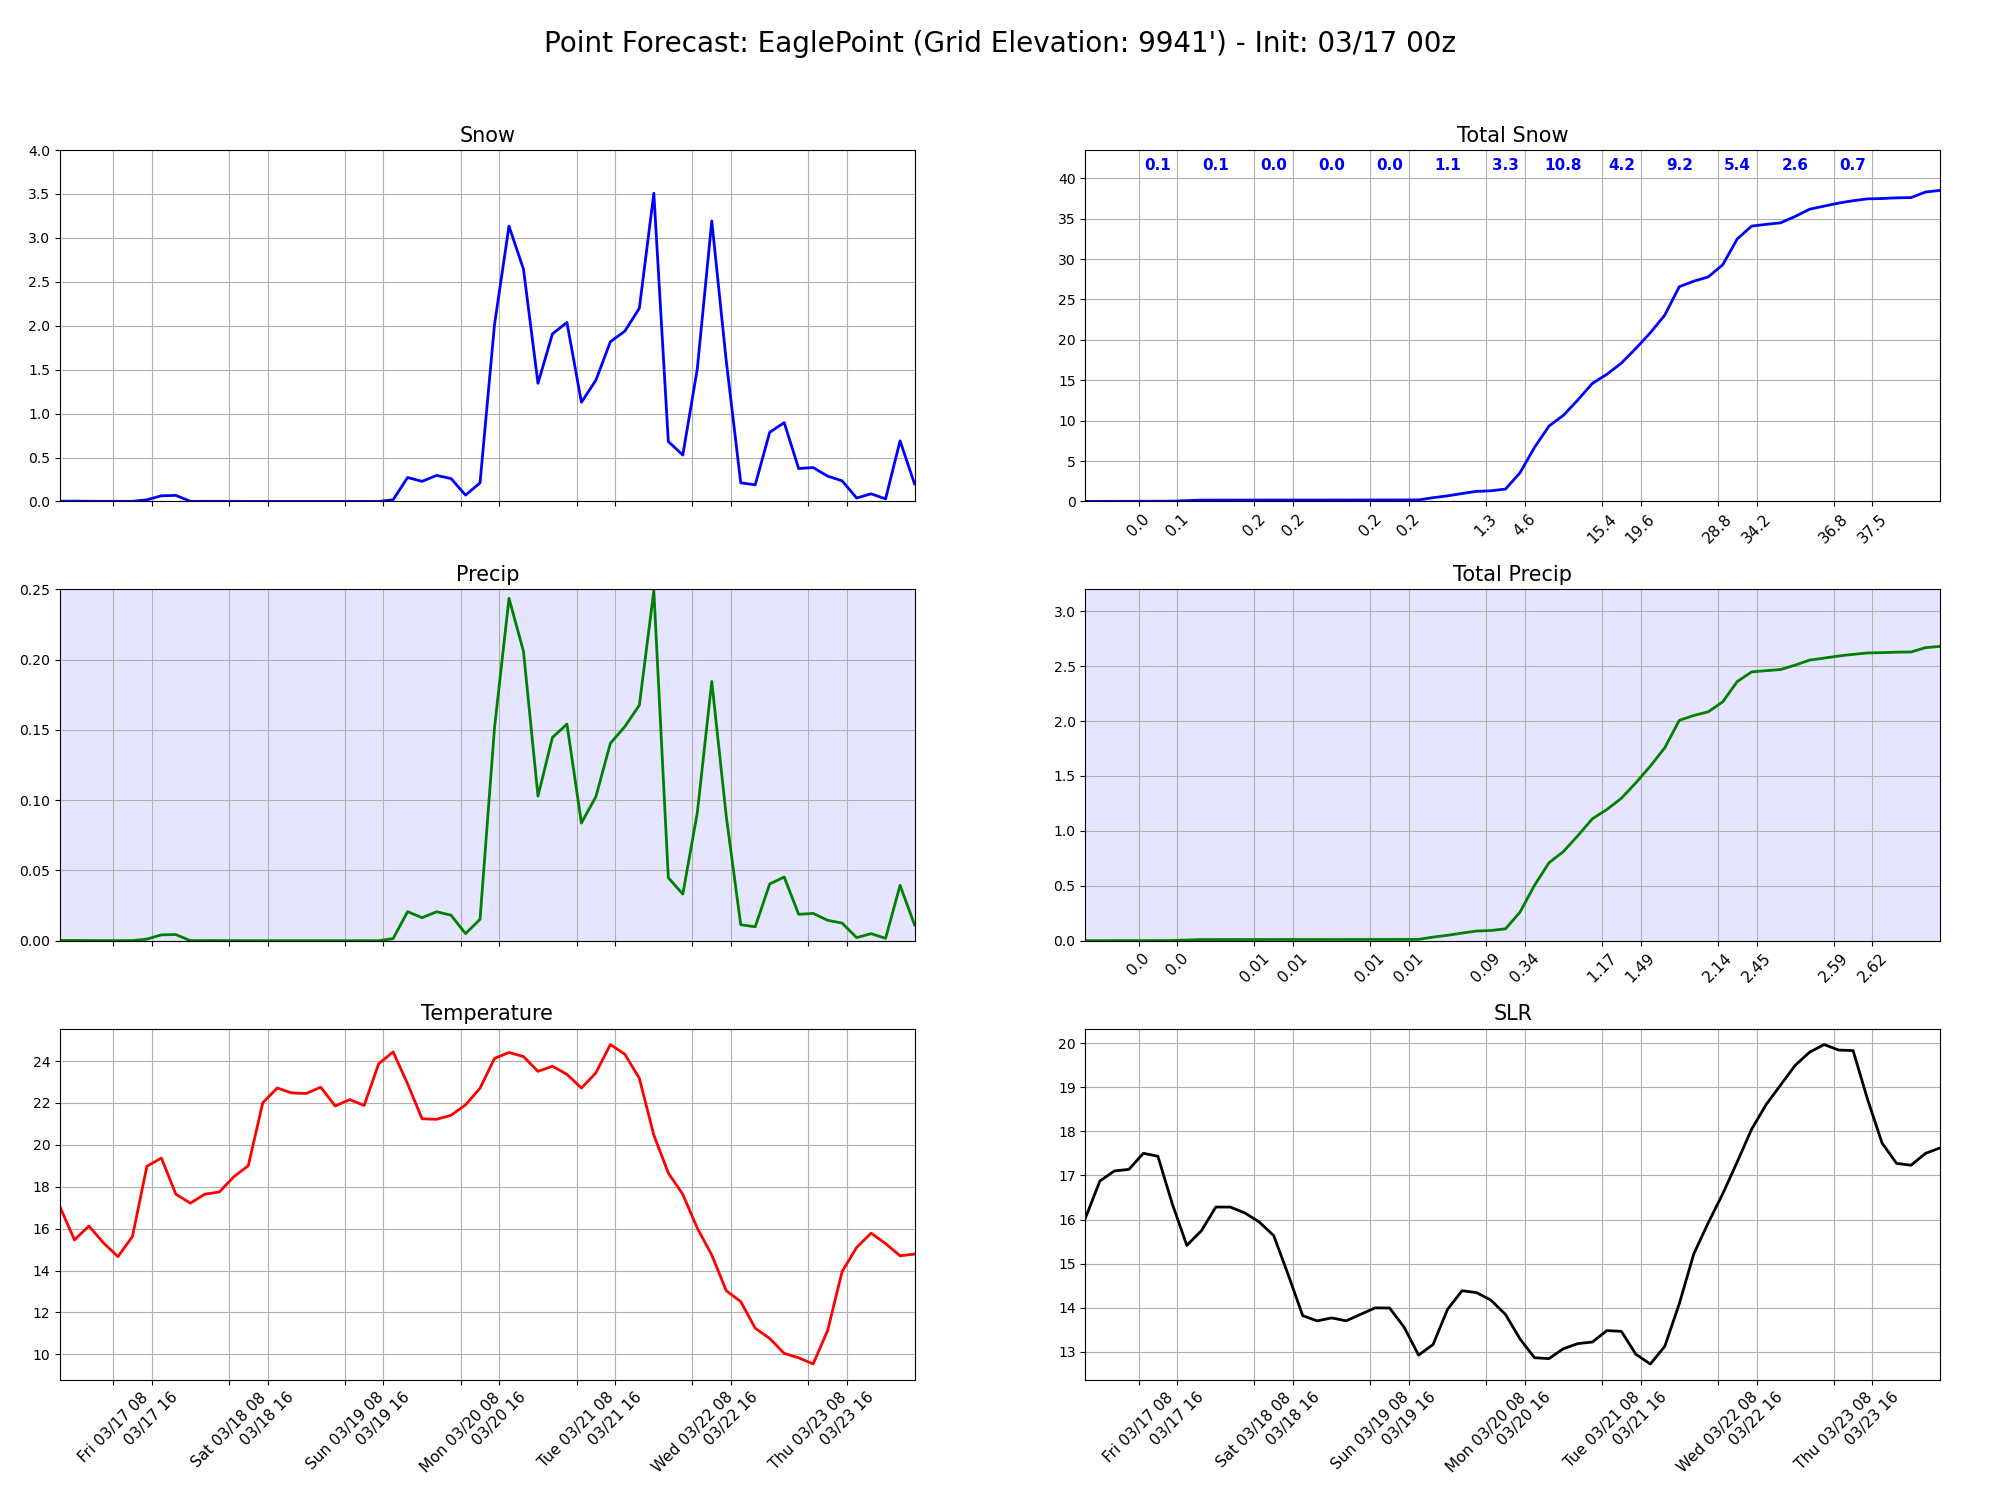 Point Forecast: EaglePoint (Grid Elevation: 9941') - Init: 03/17 00z
Snow
4.0
3.5
3.0
2.5
2.0
1.5
1.0
0.5
0.0
Total Snow
0.1 0.1 0.0 0.0 0.0 1.1 3.3 10.8 4.2 9.2 5.4 2.6 0.7
40
35
30
25
20
15
10
5
0
0.0 0.1 0.2 0.2 0.2 0.2 1.3 4.6 15.4 19.6 28.8 34.2 36.8 37.5
Precip
0.25
0.20
0.15
0.10
0.05
0.00
Total Precip
3.0
2.5
2.0
1.5
1.0
0.5
0.0
0.0 0.0 0.01 0.01 0.01 0.01 0.09 0.34 1.17 1.49 2.14 2.45 2.59 2.62
Temperature
24
22
20
18
16
14
12
10
Fri 03/17 08
03/17 16
Sat 03/18 08
03/18 16
Sun 03/19 08
03/19 16
Mon 03/20 08
03/20 16
Tue 03/21 08
03/21 16
Wed 03/22 08
03/22 16
Thu 03/23 08
03/23 16
SLR
20
19
18
17
16
15
14
13
Fri 03/17 08
03/17 16
Sat 03/18 08
03/18 16
Sun 03/19 08
03/19 16
Mon 03/20 08
03/20 16
Tue 03/21 08
03/21 16
Wed 03/22 08
03/22 16
Thu 03/23 08
03/23 16